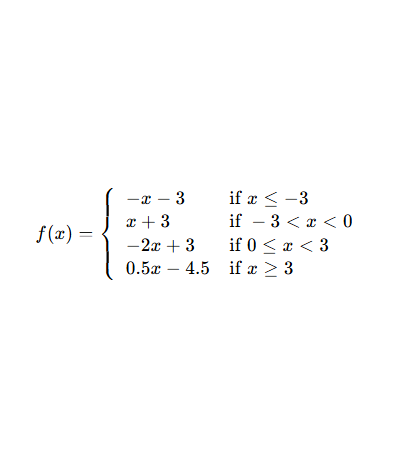 −x − 3 if x ≤ −3
x + 3 if −3 < x < 0
f(x) =
−2x + 3 if 0 ≤ x < 3
0.5x − 4.5 if x ≥ 3